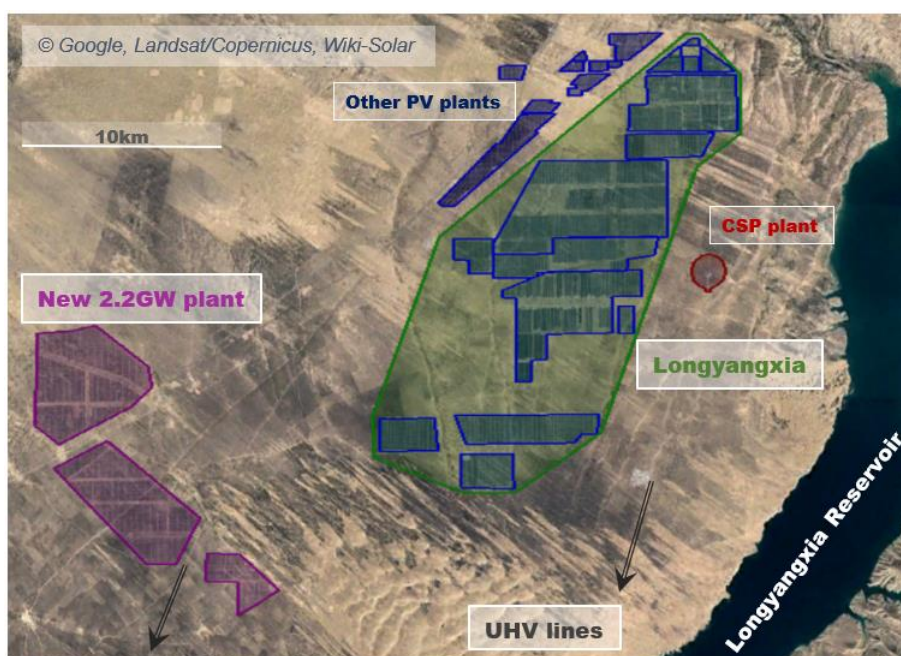 © Google, Landsat/Copernicus, Wiki-Solar
Other PV plants
10km
CSP plant
New 2.2GW plant
Longyangxia
Longyangxia Reservoir
UHV lines